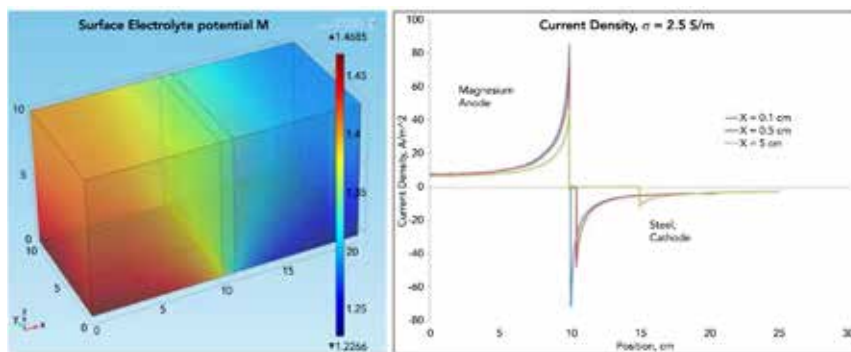 Surface Electrolyte potential M
▲1.4685
1.45
1.4
1.35
20
1.25
▼1.2266
10
5
0
10
5
0
0
5
10
15
Y
Z
X
Current Density, σ = 2.5 S/m
100
80
60
40
20
0
-20
-40
-60
-80
0
5
10
15
20
25
30
Current Density, A/m^2
Position, cm
Magnesium
Anode
X = 0.1 cm
X = 0.5 cm
X = 5 cm
Steel,
Cathode